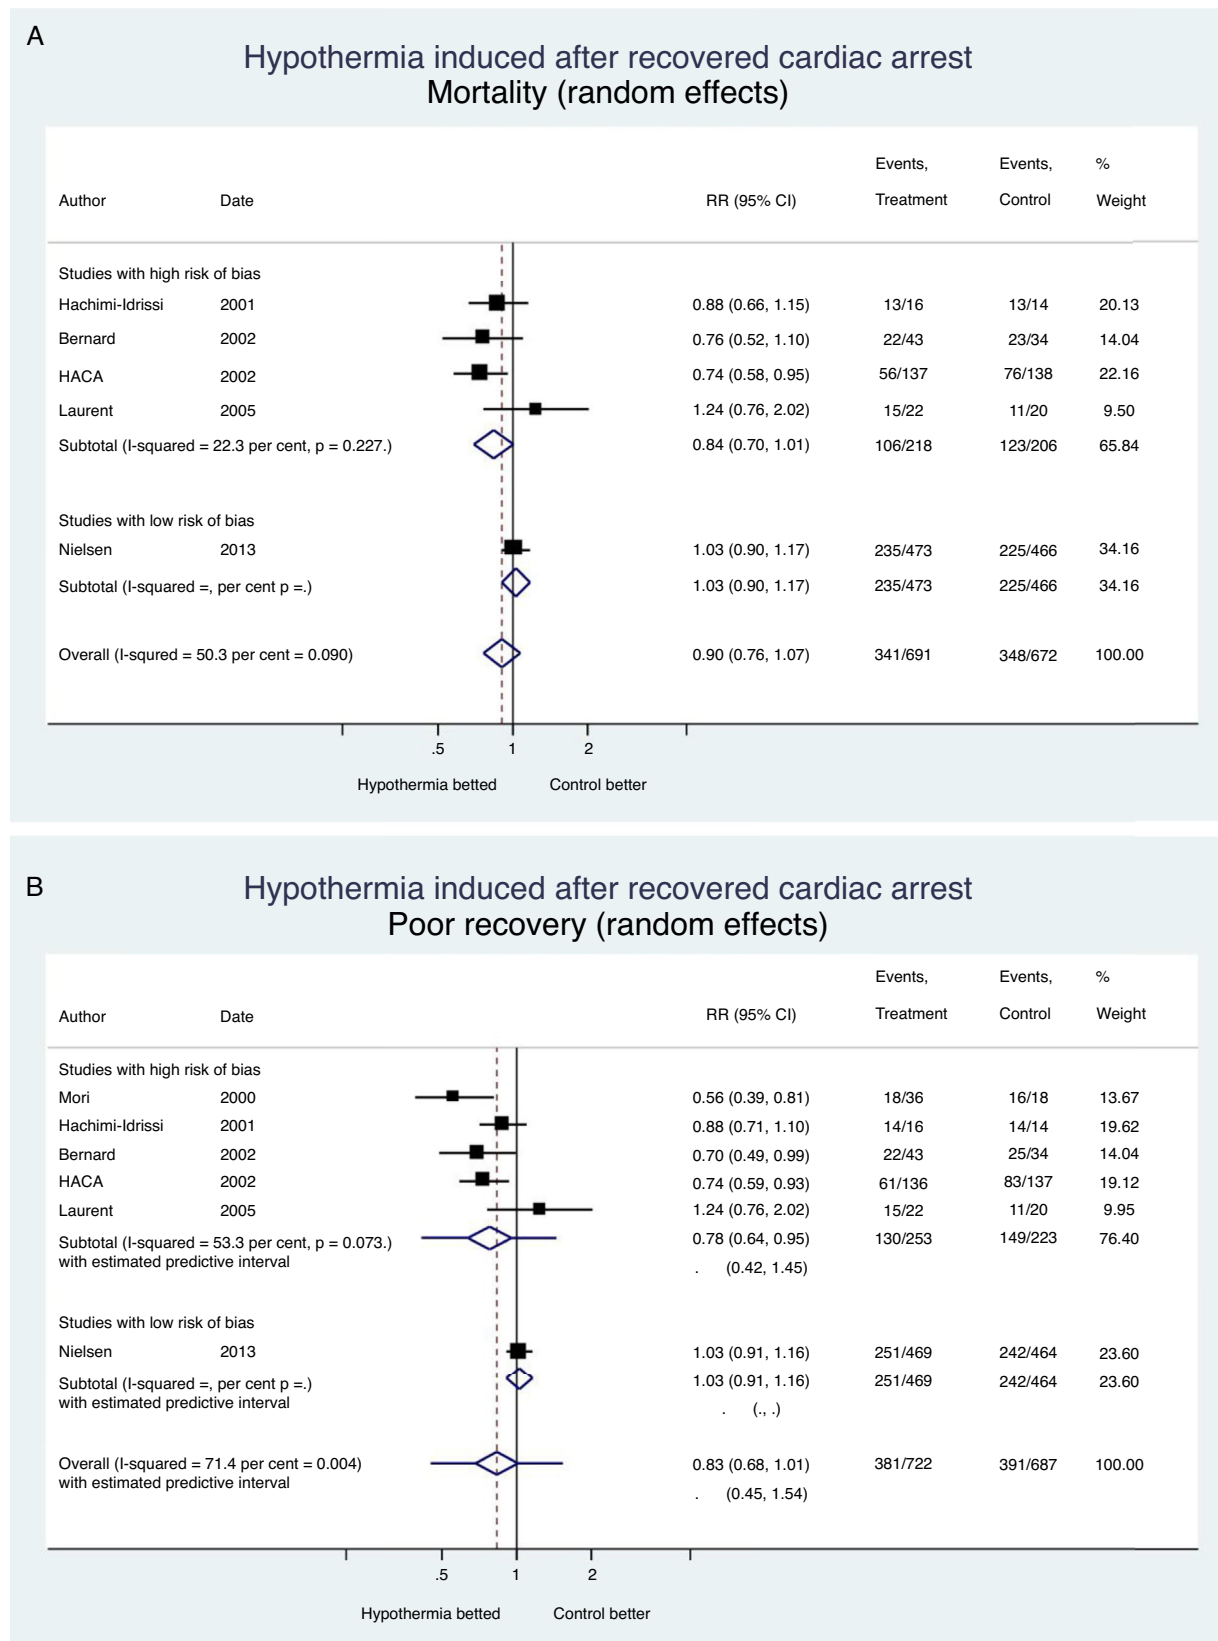 A
Hypothermia induced after recovered cardiac arrest
Mortality (random effects)
Events, Events, %
Author Date RR (95% CI) Treatment Control Weight
Studies with high risk of bias
Hachimi-Idrissi 2001 0.88 (0.66, 1.15) 13/16 13/14 20.13
Bernard 2002 0.76 (0.52, 1.10) 22/43 23/34 14.04
HACA 2002 0.74 (0.58, 0.95) 56/137 76/138 22.16
Laurent 2005 1.24 (0.76, 2.02) 15/22 11/20 9.50
Subtotal (I-squared = 22.3 per cent, p = 0.227.) 0.84 (0.70, 1.01) 106/218 123/206 65.84
Studies with low risk of bias
Nielsen 2013 1.03 (0.90, 1.17) 235/473 225/466 34.16
Subtotal (I-squared =, per cent p =.) 1.03 (0.90, 1.17) 235/473 225/466 34.16
Overall (I-squred = 50.3 per cent = 0.090) 0.90 (0.76, 1.07) 341/691 348/672 100.00
.5 1 2
Hypothermia betted Control better
B
Hypothermia induced after recovered cardiac arrest
Poor recovery (random effects)
Events, Events, %
Author Date RR (95% CI) Treatment Control Weight
Studies with high risk of bias
Mori 2000 0.56 (0.39, 0.81) 18/36 16/18 13.67
Hachimi-Idrissi 2001 0.88 (0.71, 1.10) 14/16 14/14 19.62
Bernard 2002 0.70 (0.49, 0.99) 22/43 25/34 14.04
HACA 2002 0.74 (0.59, 0.93) 61/136 83/137 19.12
Laurent 2005 1.24 (0.76, 2.02) 15/22 11/20 9.95
Subtotal (I-squared = 53.3 per cent, p = 0.073.) 0.78 (0.64, 0.95) 130/253 149/223 76.40
with estimated predictive interval . (0.42, 1.45)
Studies with low risk of bias
Nielsen 2013 1.03 (0.91, 1.16) 251/469 242/464 23.60
Subtotal (I-squared =, per cent p =.) 1.03 (0.91, 1.16) 251/469 242/464 23.60
with estimated predictive interval . (., .)
Overall (I-squared = 71.4 per cent = 0.004) 0.83 (0.68, 1.01) 381/722 391/687 100.00
with estimated predictive interval . (0.45, 1.54)
.5 1 2
Hypothermia betted Control better